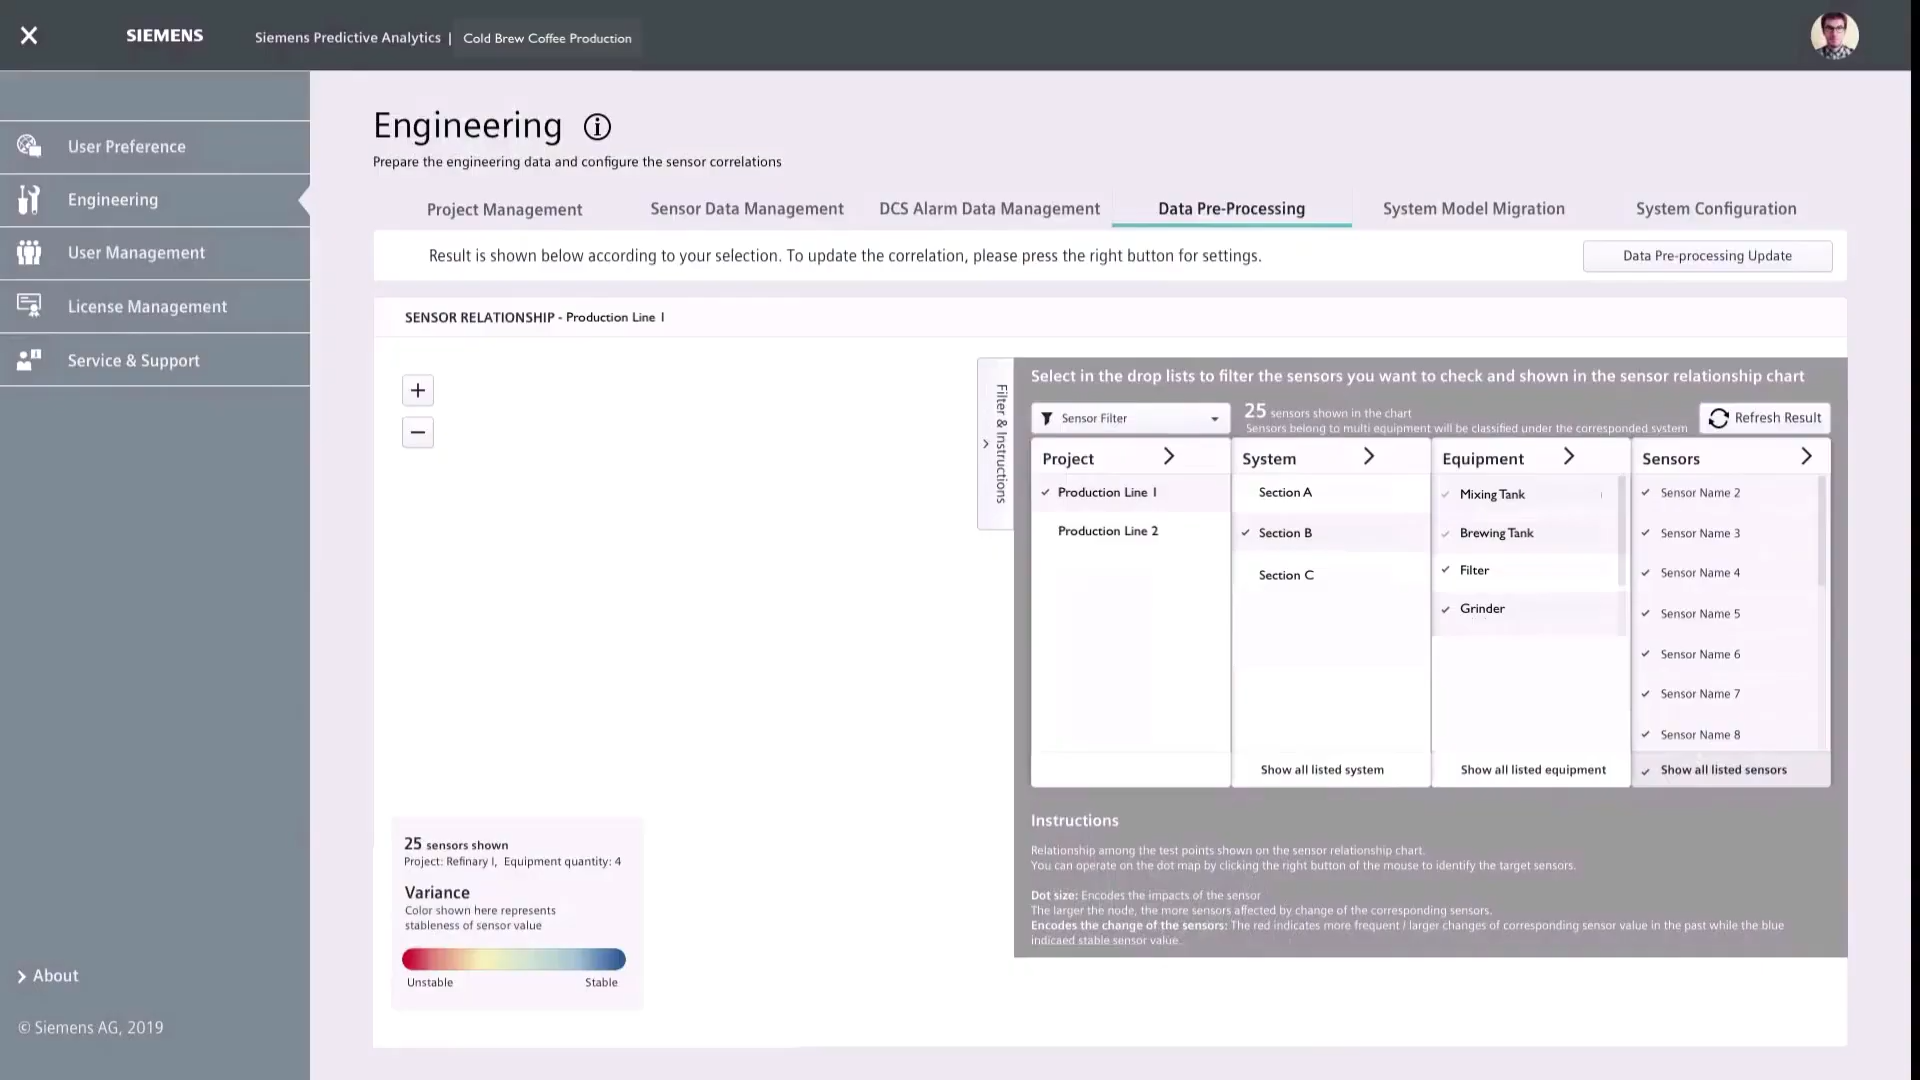 SIEMENS
Siemens Predictive Analytics | Cold Brew Coffee Production
User Preference
Engineering
User Management
License Management
Service & Support
About
© Siemens AG, 2019
Engineering
Prepare the engineering data and configure the sensor correlations
Project Management
Sensor Data Management
DCS Alarm Data Management
Data Pre-Processing
System Model Migration
System Configuration
Result is shown below according to your selection. To update the correlation, please press the right button for settings.
Data Pre-processing Update
SENSOR RELATIONSHIP - Production Line 1
Filter & Instructions
Select in the drop lists to filter the sensors you want to check and shown in the sensor relationship chart
Sensor Filter
25 sensors shown in the chart
Sensors belong to multi equipment will be classified under the corresponded system
Refresh Result
Project
Production Line 1
Production Line 2
System
Section A
Section B
Section C
Show all listed system
Equipment
Mixing Tank
Brewing Tank
Filter
Grinder
Show all listed equipment
Sensors
Sensor Name 2
Sensor Name 3
Sensor Name 4
Sensor Name 5
Sensor Name 6
Sensor Name 7
Sensor Name 8
Show all listed sensors
Instructions
Relationship among the test points shown on the sensor relationship chart.
You can operate on the dot map by clicking the right button of the mouse to identify the target sensors.
Dot size: Encodes the impacts of the sensor
The larger the node, the more sensors affected by change of the corresponding sensors.
Encodes the change of the sensors: The red indicates more frequent / larger changes of corresponding sensor value in the past while the blue
indicaed stable sensor value.
25 sensors shown
Project: Refinary I, Equipment quantity: 4
Variance
Color shown here represents
stableness of sensor value
Unstable
Stable